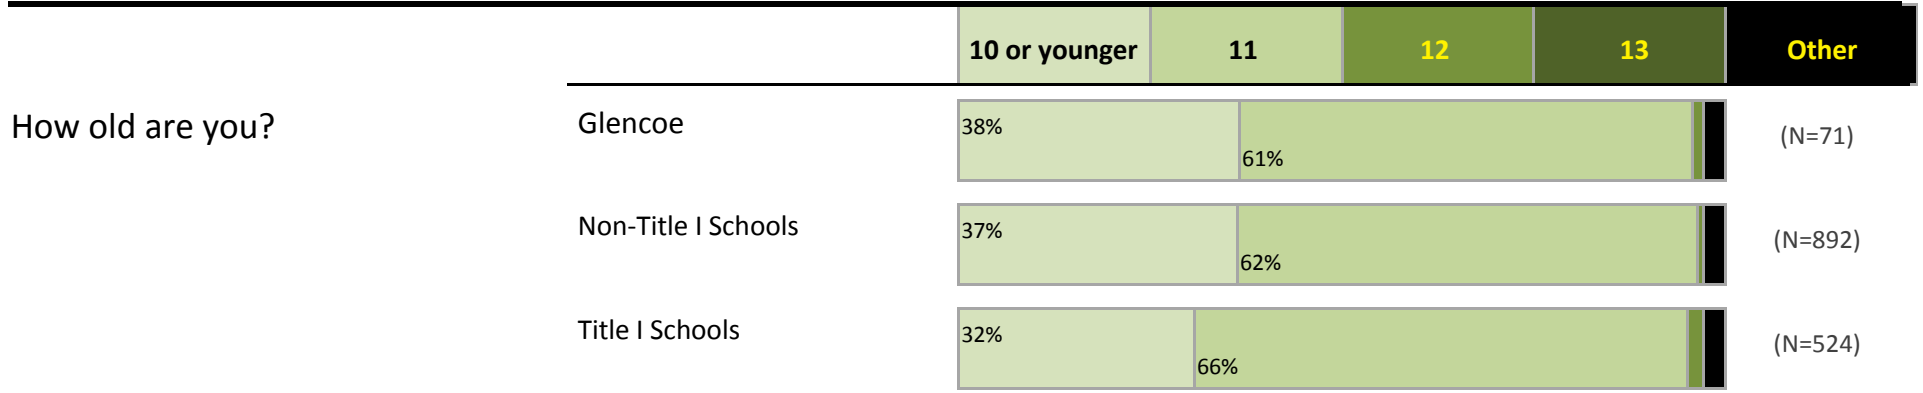 10 or younger 11 12 13 Other
How old are you?
Glencoe
38%
61%
(N=71)
Non-Title I Schools
37%
62%
(N=892)
Title I Schools
32%
66%
(N=524)